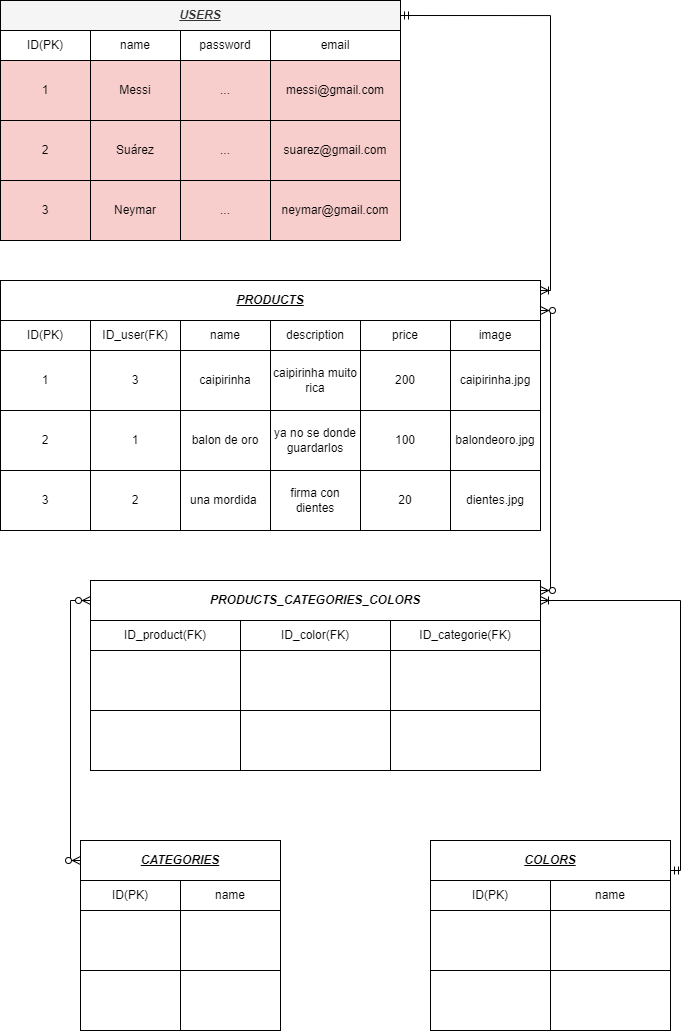 USERS
ID(PK) name password email
1 Messi ... messi@gmail.com
2 Suárez ... suarez@gmail.com
3 Neymar ... neymar@gmail.com
PRODUCTS
ID(PK) ID_user(FK) name description price image
1 3 caipirinha caipirinha muito rica 200 caipirinha.jpg
2 1 balon de oro ya no se donde guardarlos 100 balondeoro.jpg
3 2 una mordida firma con dientes 20 dientes.jpg
PRODUCTS_CATEGORIES_COLORS
ID_product(FK) ID_color(FK) ID_categorie(FK)
CATEGORIES
ID(PK) name
COLORS
ID(PK) name